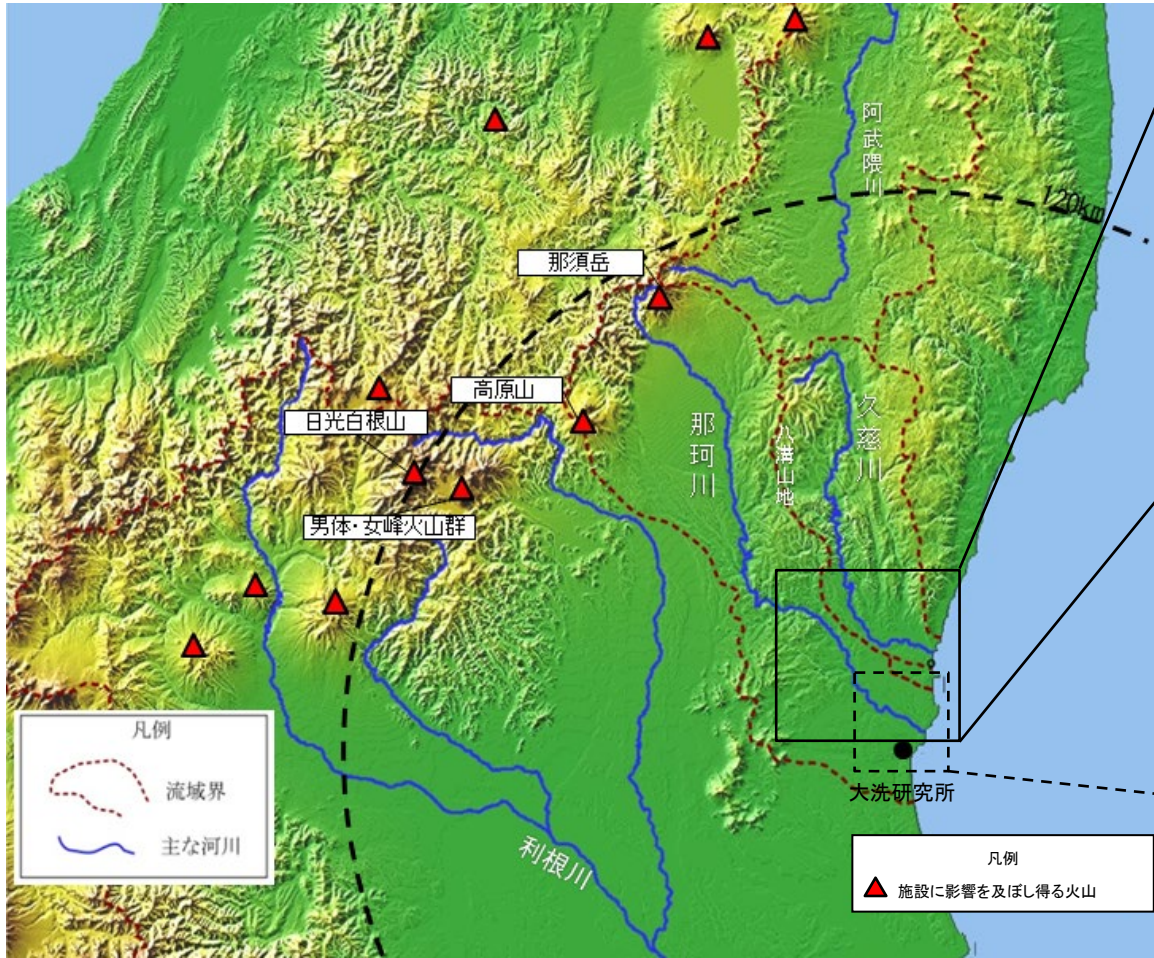 阿武隈川
120km
那須岳
高原山
日光白根山
那珂川
八溝山地
久慈川
男体・女峰火山群
大洗研究所
利根川
凡例
流域界
主な河川
凡例
施設に影響を及ぼし得る火山